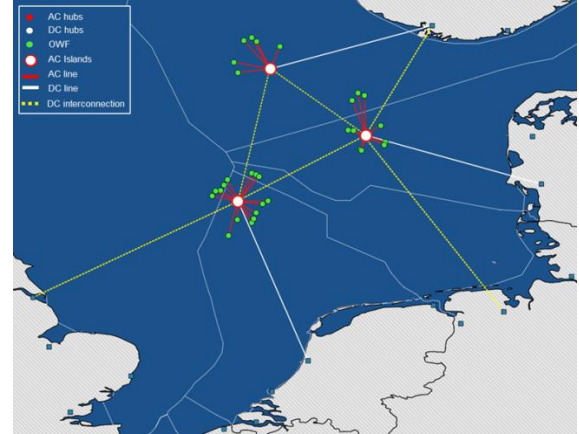 AC hubs
DC hubs
OWF
AC Islands
AC line
DC line
DC interconnection